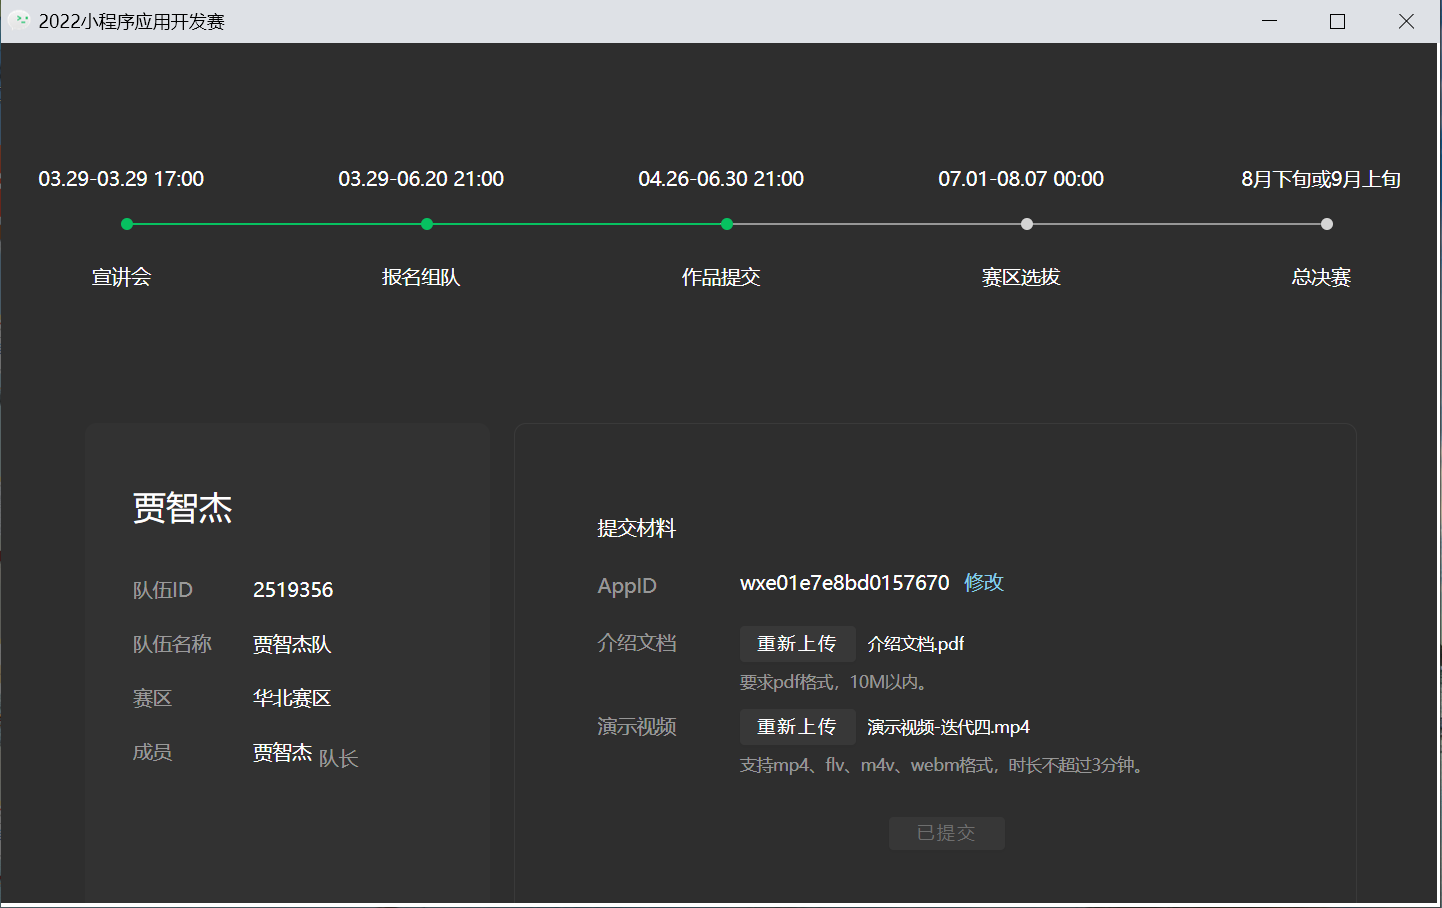 2022小程序应用开发赛
03.29-03.29 17:00
03.29-06.20 21:00
04.26-06.30 21:00
07.01-08.07 00:00
8月下旬或9月上旬
宣讲会
报名组队
作品提交
赛区选拔
总决赛
贾智杰
队伍ID 2519356
队伍名称 贾智杰队
赛区 华北赛区
成员 贾智杰 队长
提交材料
AppID wxe01e7e8bd0157670 修改
介绍文档 重新上传 介绍文档.pdf
要求pdf格式，10M以内。
演示视频 重新上传 演示视频-迭代四.mp4
支持mp4、flv、m4v、webm格式，时长不超过3分钟。
已提交